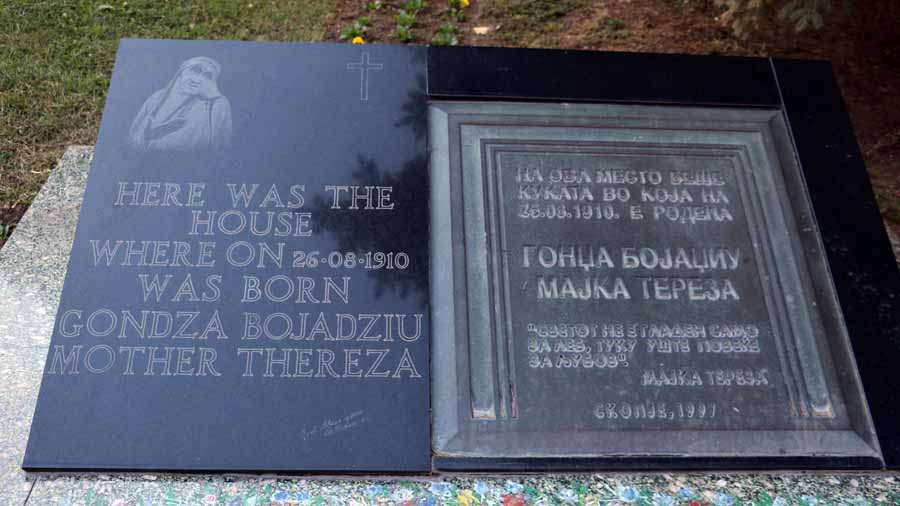 HERE WAS THE
HOUSE
WHERE ON 26·08·1910
WAS BORN
GONDZA BOJADZIU
MOTHER THEREZA
НА ОВА МЕСТО БЕШЕ
КУКАТА ВО КОЈА НА
26.08.1910. Е РОДЕНА
ГОНЏА БОЈАЏИУ
МАЈКА ТЕРЕЗА
"СВЕТОТ НЕ Е ГЛАДЕН САМО
ЗА ЛЕБ, ТУКУ УШТЕ ПОВЕЌЕ
ЗА ЉУБОВ".
МАЈКА ТЕРЕЗА
СКОПЈЕ, 1997